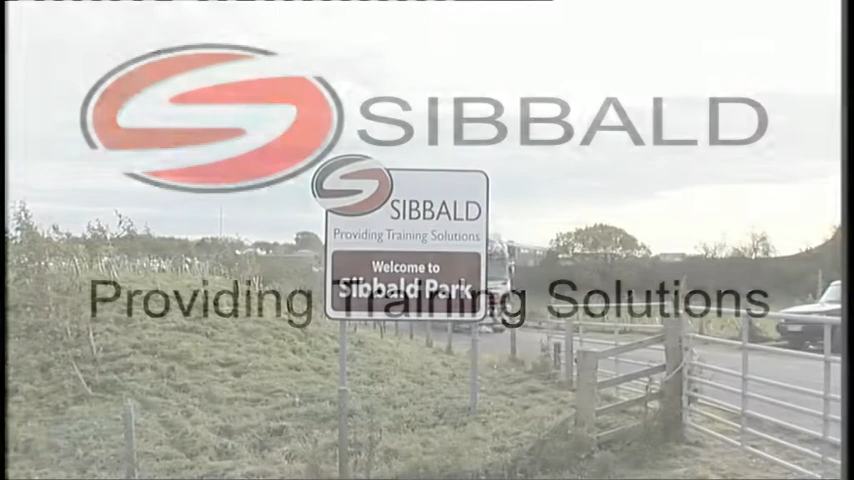 SIBBALD
SIBBALD
Providing Training Solutions
Welcome to
Sibbald Park
Providing Training Solutions